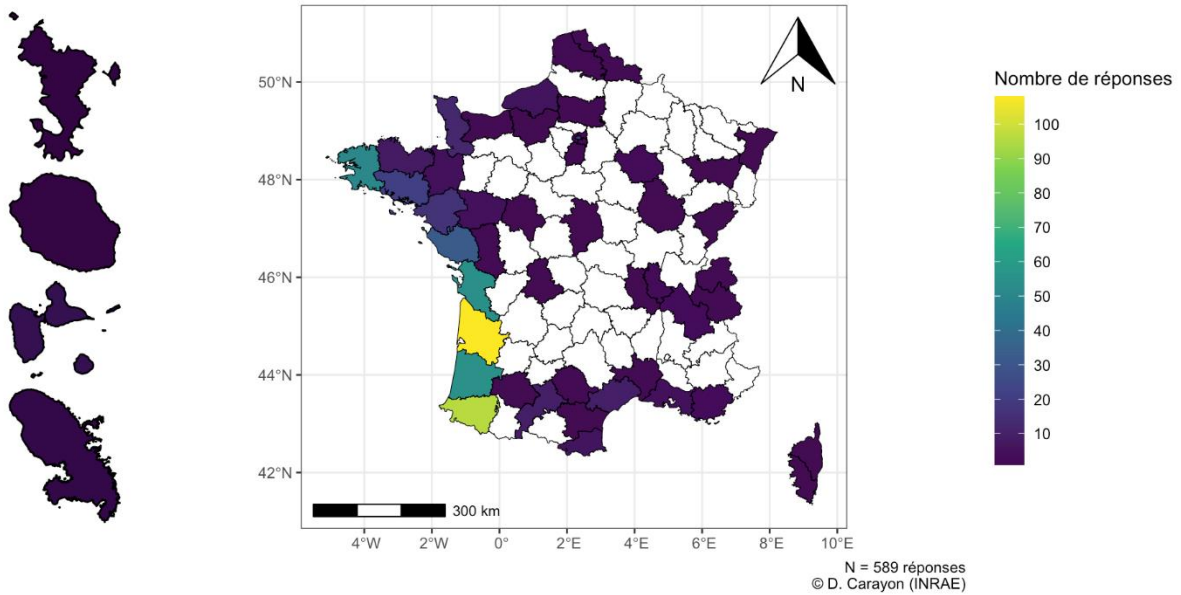 N
50°N
48°N
46°N
44°N
42°N
300 km
4°W 2°W 0° 2°E 4°E 6°E 8°E 10°E
N = 589 réponses
© D. Carayon (INRAE)
Nombre de réponses
100
90
80
70
60
50
40
30
20
10